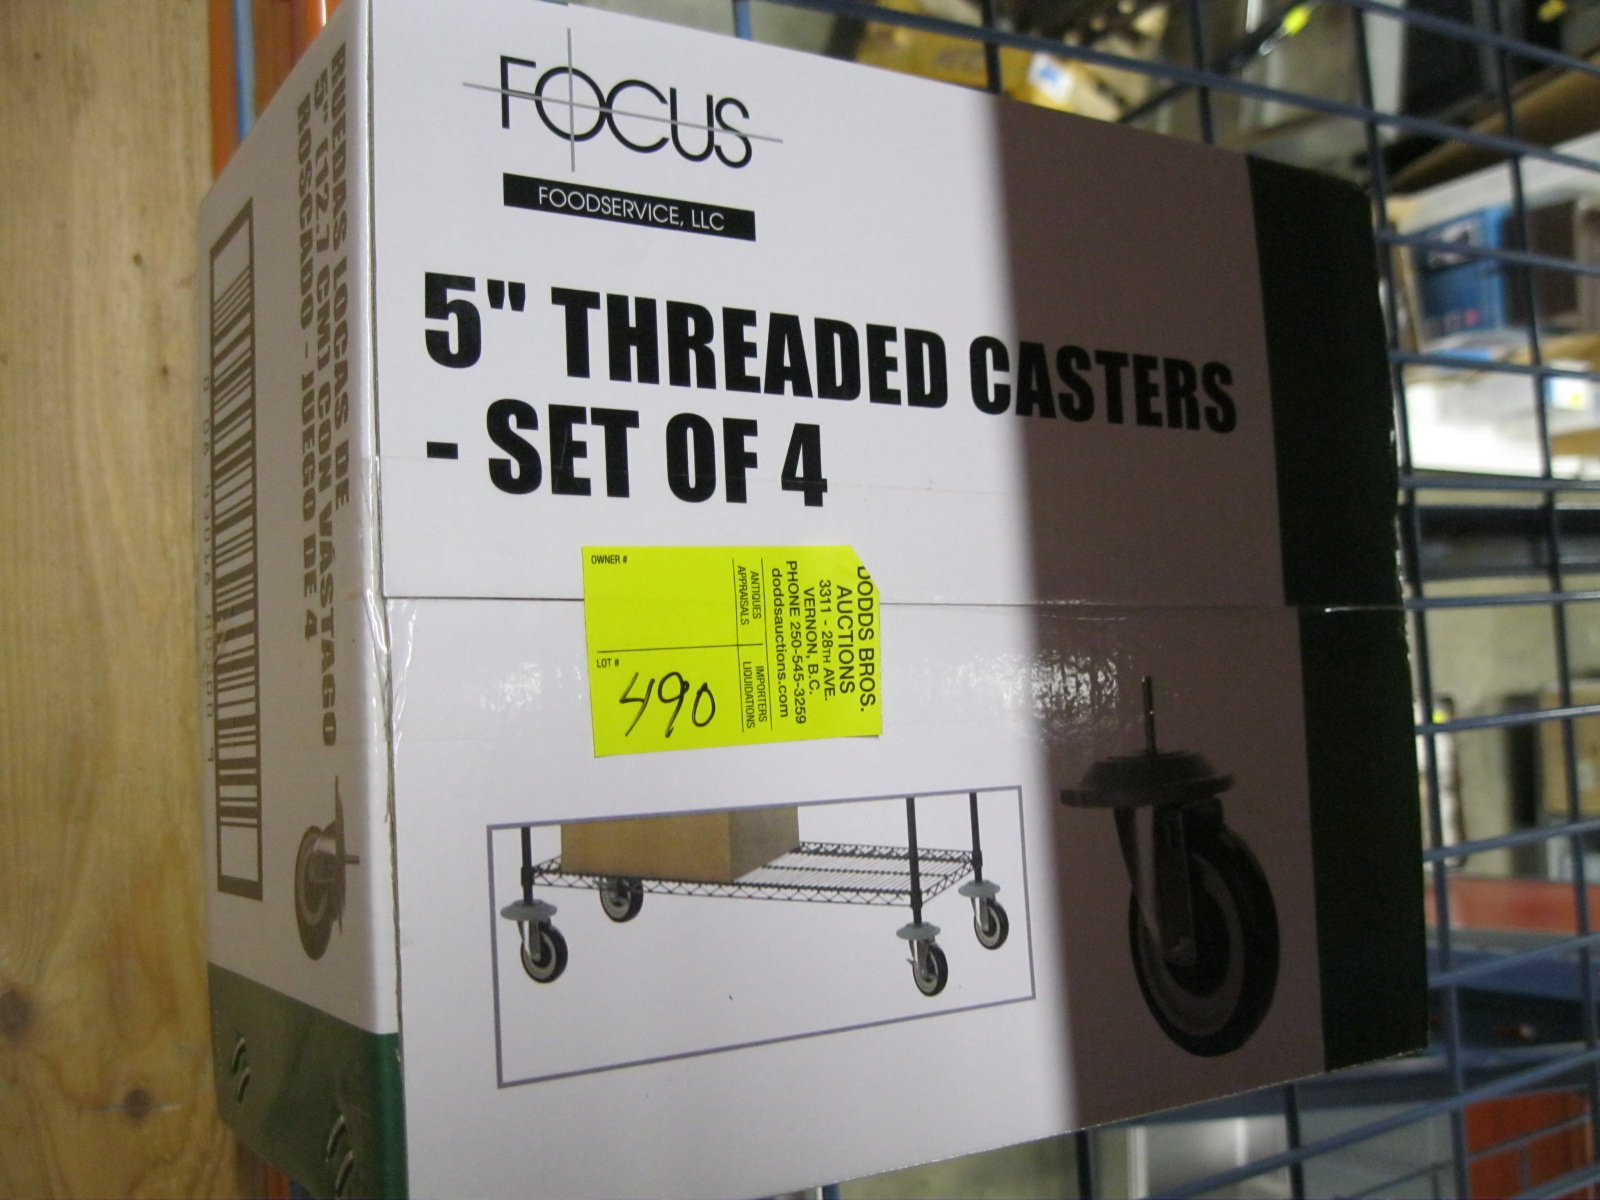 FOCUS
FOODSERVICE, LLC
5" THREADED CASTERS
- SET OF 4
OWNER #
LOT #
490
ANTIQUES
APPRAISALS
IMPORTERS
LIQUIDATIONS
DODDS BROS.
AUCTIONS
3311 - 28TH AVE.
VERNON, B.C.
PHONE 250-545-3259
doddsauctions.com
RUEDAS LOCAS DE
5" (12.7 CM) CON VASTAGO
ROSCADO - JUEGO DE 4